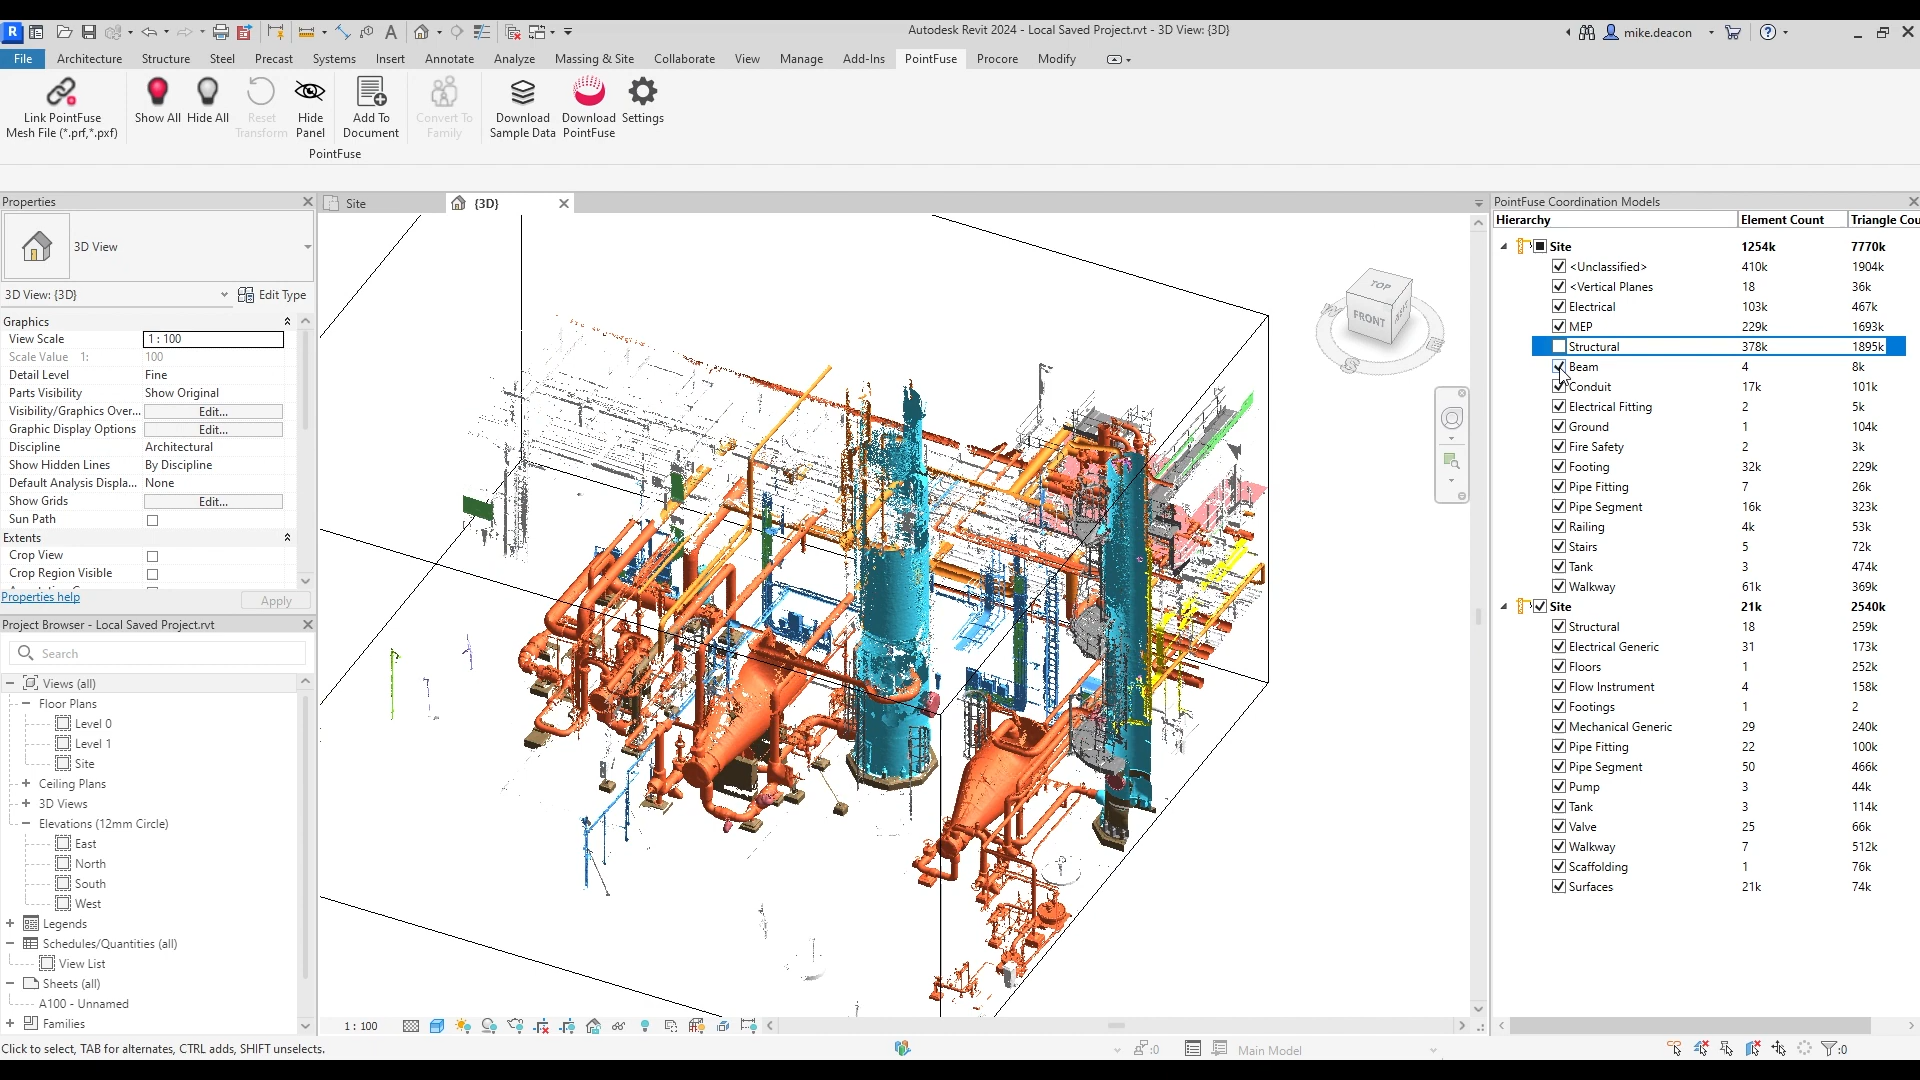 Autodesk Revit 2024 - Local Saved Project.rvt - 3D View: {3D}
mike.deacon
File Architecture Structure Steel Precast Systems Insert Annotate Analyze Massing & Site Collaborate View Manage Add-Ins PointFuse Procore Modify
Link PointFuse
Mesh File (*.prf,*.pxf)
Show All
Hide All
Reset
Transform
Hide
Panel
Add To
Document
Convert To
Family
Download
Sample Data
Download
PointFuse
Settings
PointFuse
Properties
3D View
3D View: {3D}
Edit Type
Graphics
View Scale 1 : 100
Scale Value 1: 100
Detail Level Fine
Parts Visibility Show Original
Visibility/Graphics Over... Edit...
Graphic Display Options Edit...
Discipline Architectural
Show Hidden Lines By Discipline
Default Analysis Displa... None
Show Grids Edit...
Sun Path
Extents
Crop View
Crop Region Visible
Properties help
Apply
Project Browser - Local Saved Project.rvt
Search
Views (all)
Floor Plans
Level 0
Level 1
Site
Ceiling Plans
3D Views
Elevations (12mm Circle)
East
North
South
West
Legends
Schedules/Quantities (all)
View List
Sheets (all)
A100 - Unnamed
Families
Site
{3D}
TOP
FRONT
PointFuse Coordination Models
Hierarchy Element Count Triangle Cou
Site 1254k 7770k
<Unclassified> 410k 1904k
<Vertical Planes 18 36k
Electrical 103k 467k
MEP 229k 1693k
Structural 378k 1895k
Beam 4 8k
Conduit 17k 101k
Electrical Fitting 2 5k
Ground 1 104k
Fire Safety 2 3k
Footing 32k 229k
Pipe Fitting 7 26k
Pipe Segment 16k 323k
Railing 4k 53k
Stairs 5 72k
Tank 3 474k
Walkway 61k 369k
Site 21k 2540k
Structural 18 259k
Electrical Generic 31 173k
Floors 1 252k
Flow Instrument 4 158k
Footings 1 2
Mechanical Generic 29 240k
Pipe Fitting 22 100k
Pipe Segment 50 466k
Pump 3 44k
Tank 3 114k
Valve 25 66k
Walkway 7 512k
Scaffolding 1 76k
Surfaces 21k 74k
1 : 100
Click to select, TAB for alternates, CTRL adds, SHIFT unselects.
:0
Main Model
:0